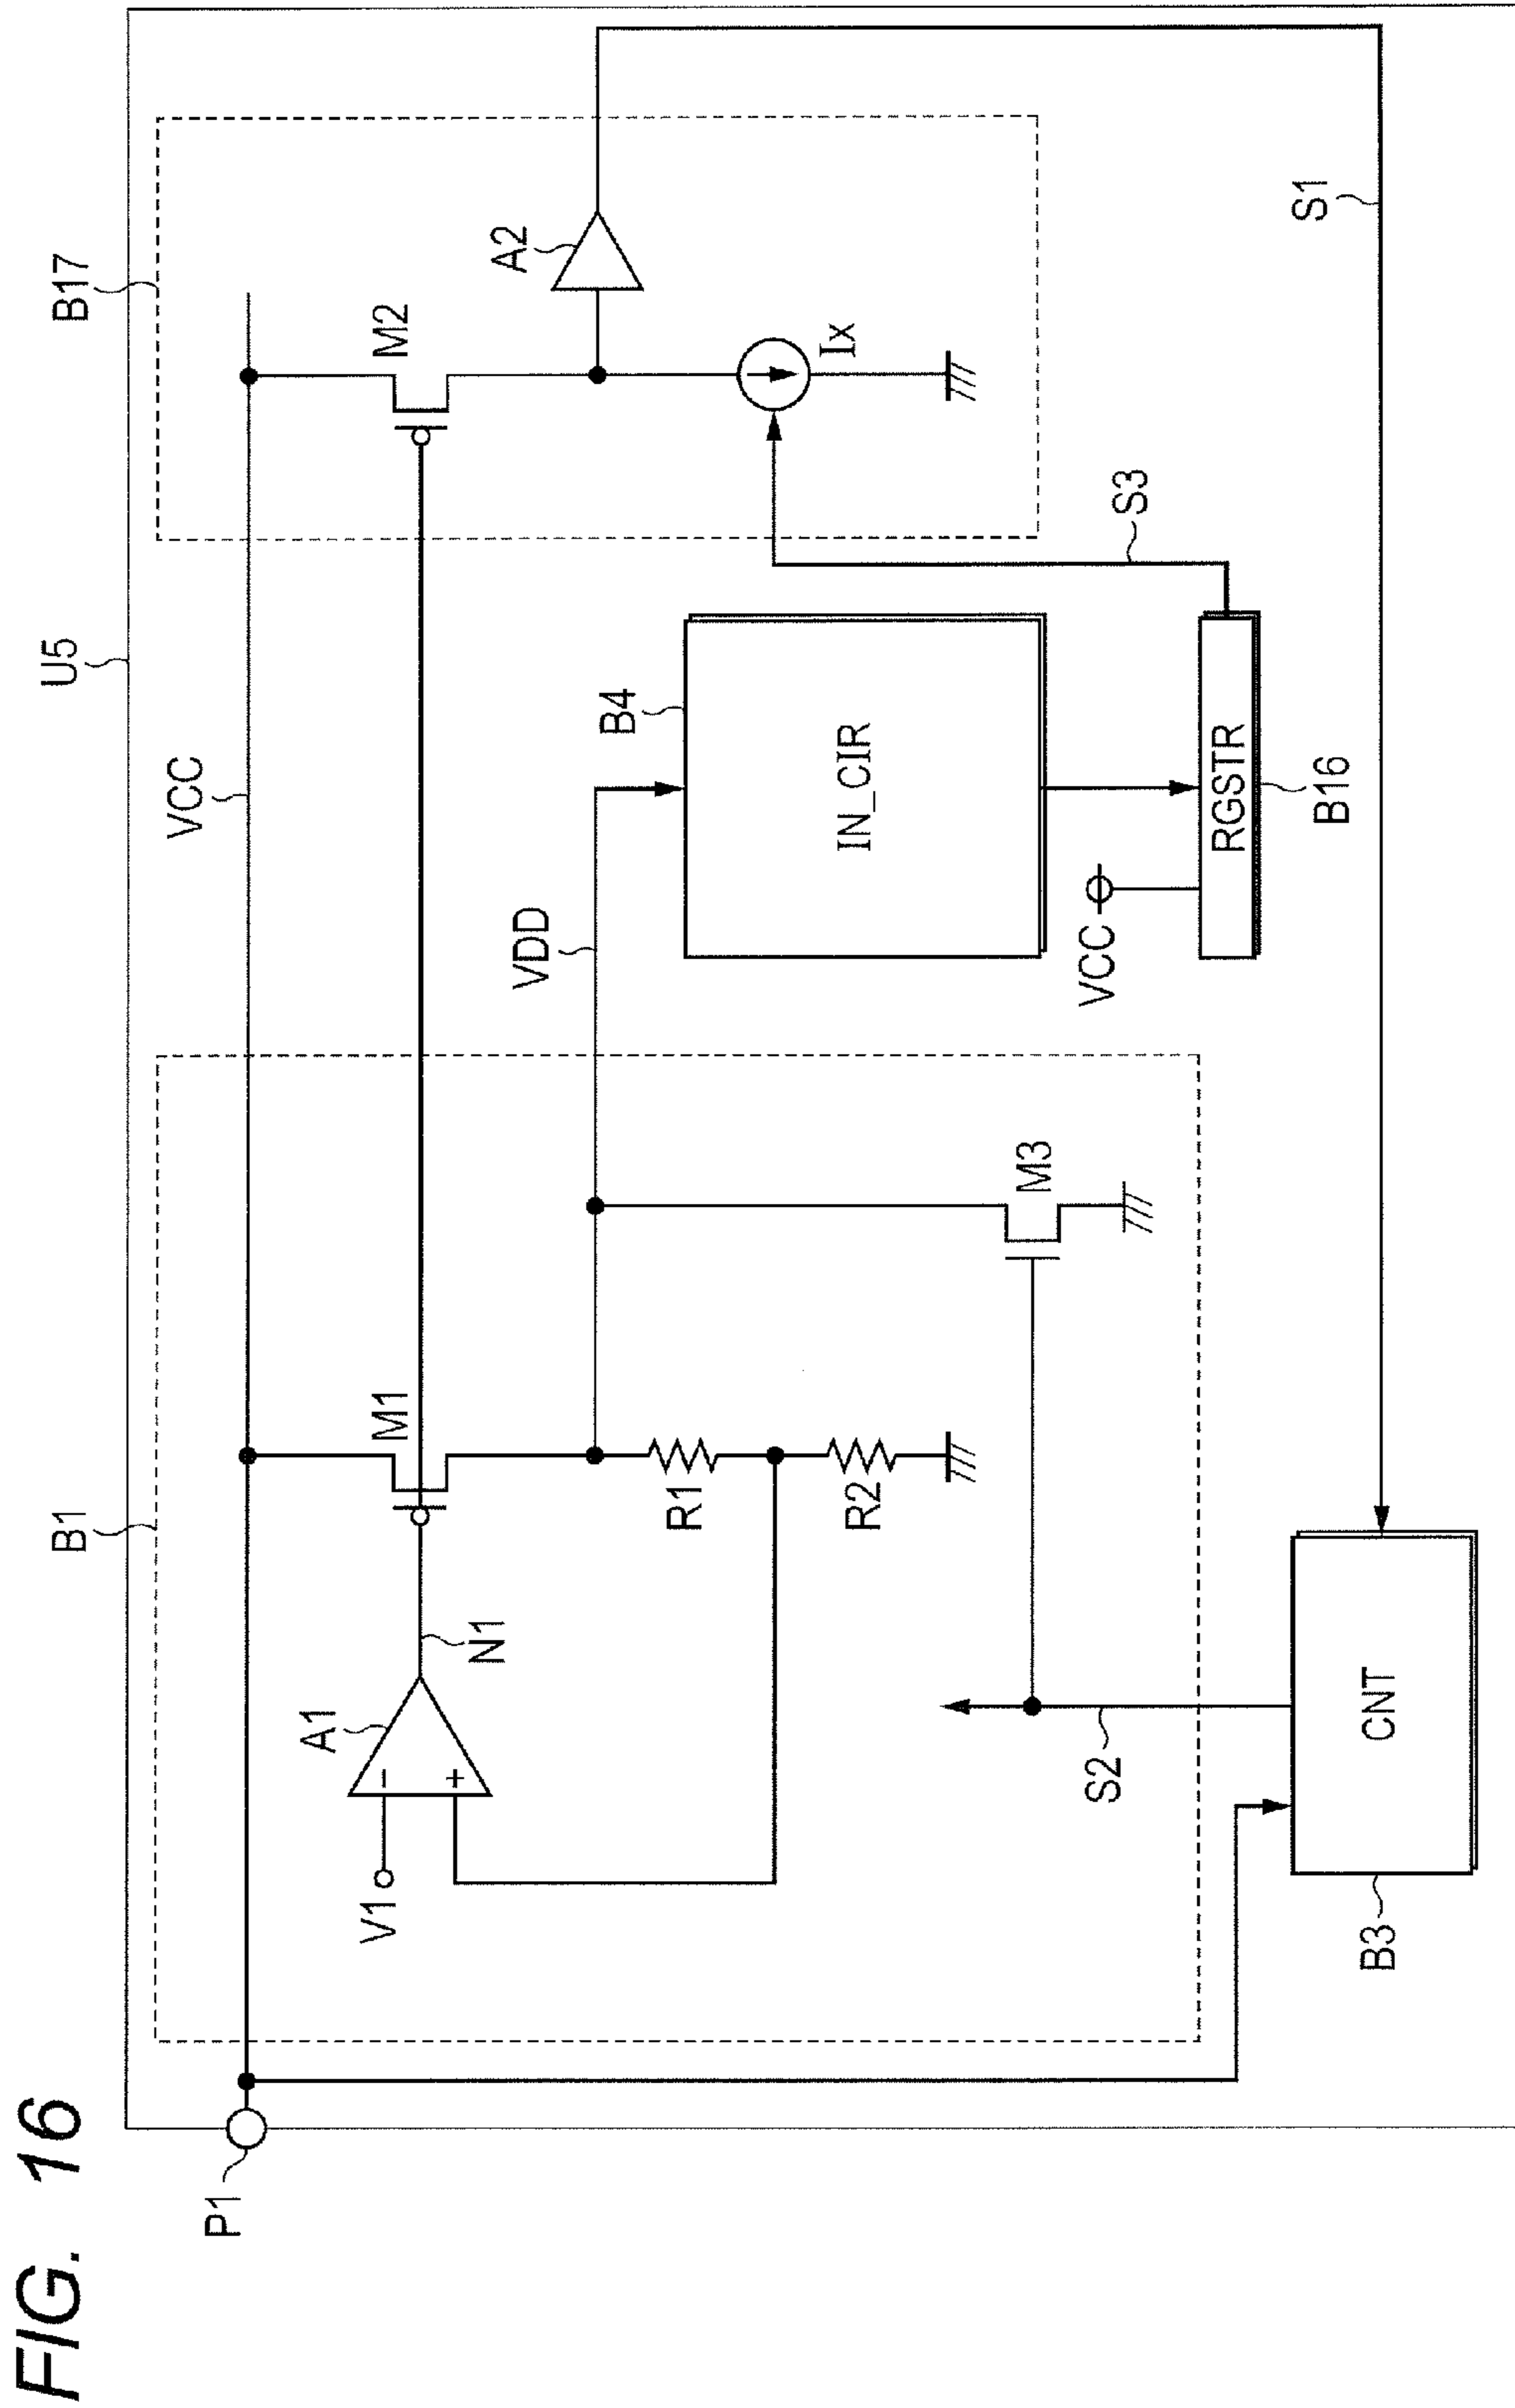 FIG. 16
U5
B1
B17
P1
VCC
M1
M2
A1
V1
-
+
N1
A2
VDD
B4
R1
R2
IN_CIR
Ix
M3
S2
S3
VCC
RGSTR
B16
S1
CNT
B3